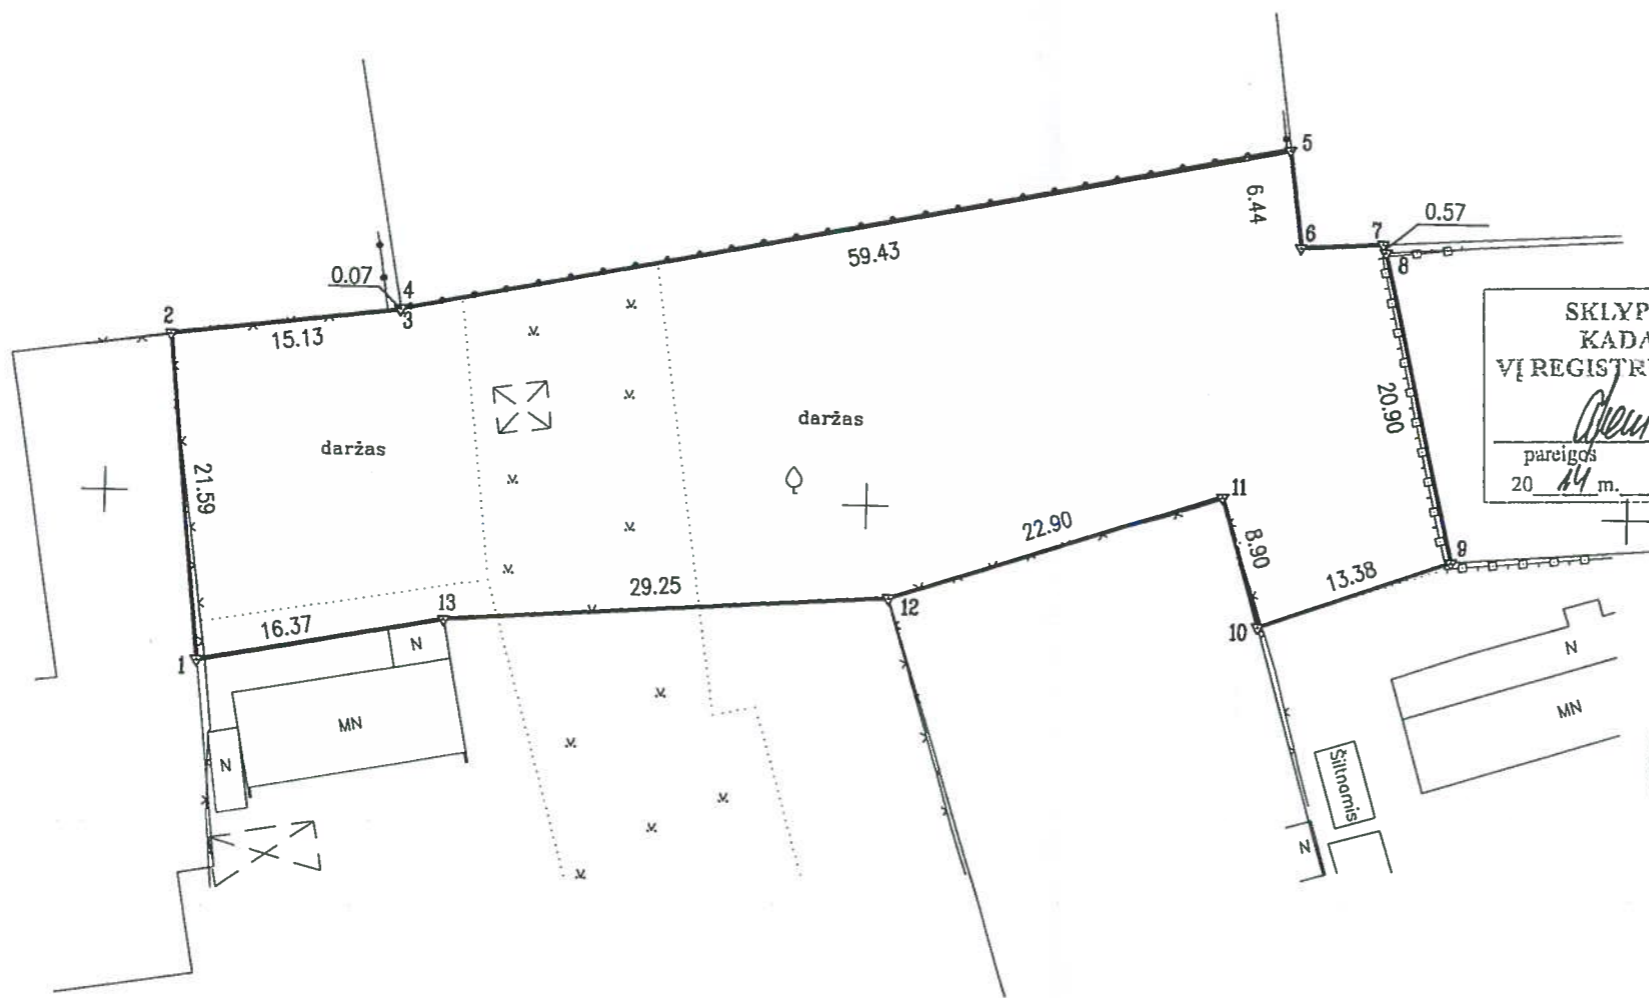 5
6.44
0.57
7
6
8
59.43
0.07
4
3
2
15.13
SKLYP
KADA
VĮ REGISTR
20.90
daržas
daržas
21.59
pareigos
20 14 m.
11
22.90
8.90
9
13.38
29.25
13
12
16.37
10
1
N
N
MN
MN
N
Šiltnamis
N